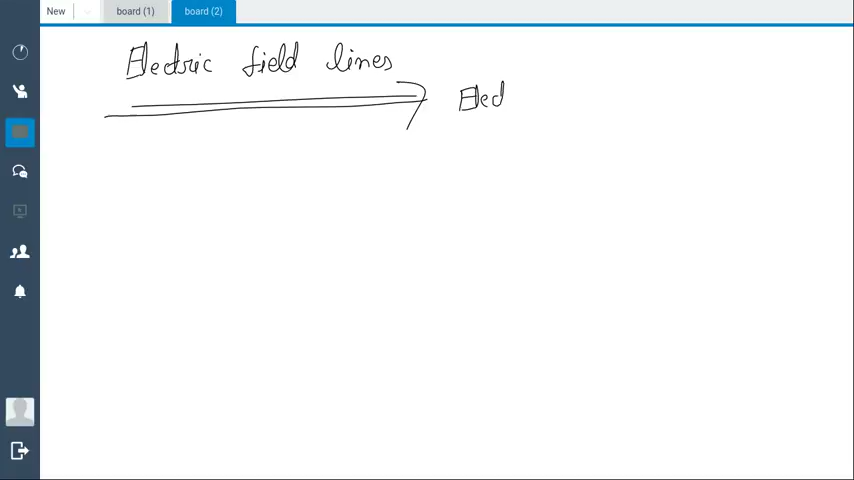 New
board (1)
board (2)
Electric field lines
Elec